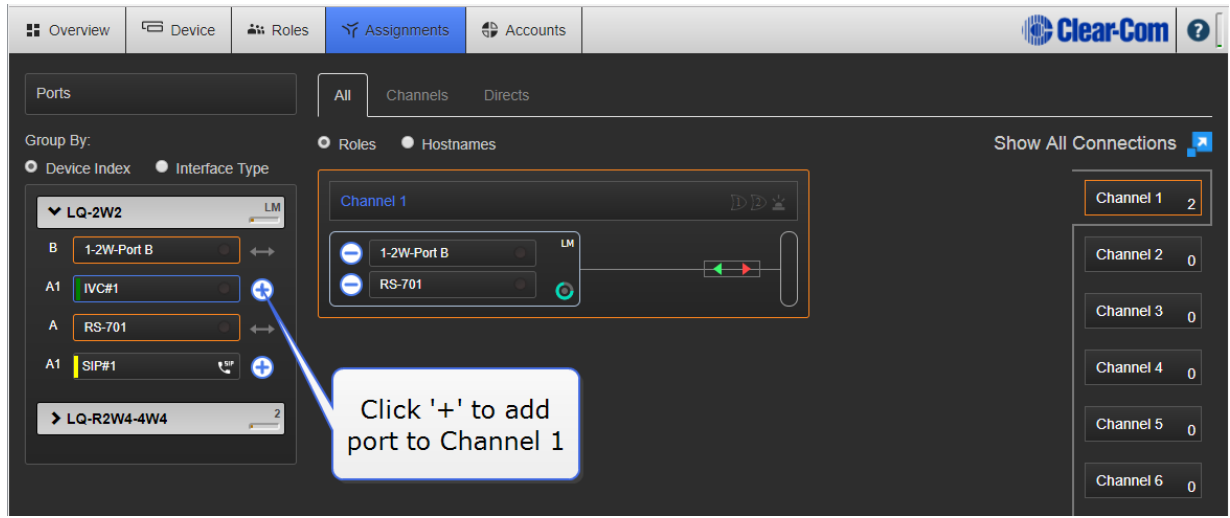 Overview Device Roles Assignments Accounts Clear-Com ?
Ports
All Channels Directs
Group By:
Roles Hostnames
Show All Connections
Device Index Interface Type
LQ-2W2 LM
B 1-2W-Port B
A1 IVC#1
A RS-701
A1 SIP#1 SIP
LQ-R2W4-4W4 2
Channel 1 1 2
1-2W-Port B LM
RS-701
Click '+' to add
port to Channel 1
Channel 1 2
Channel 2 0
Channel 3 0
Channel 4 0
Channel 5 0
Channel 6 0